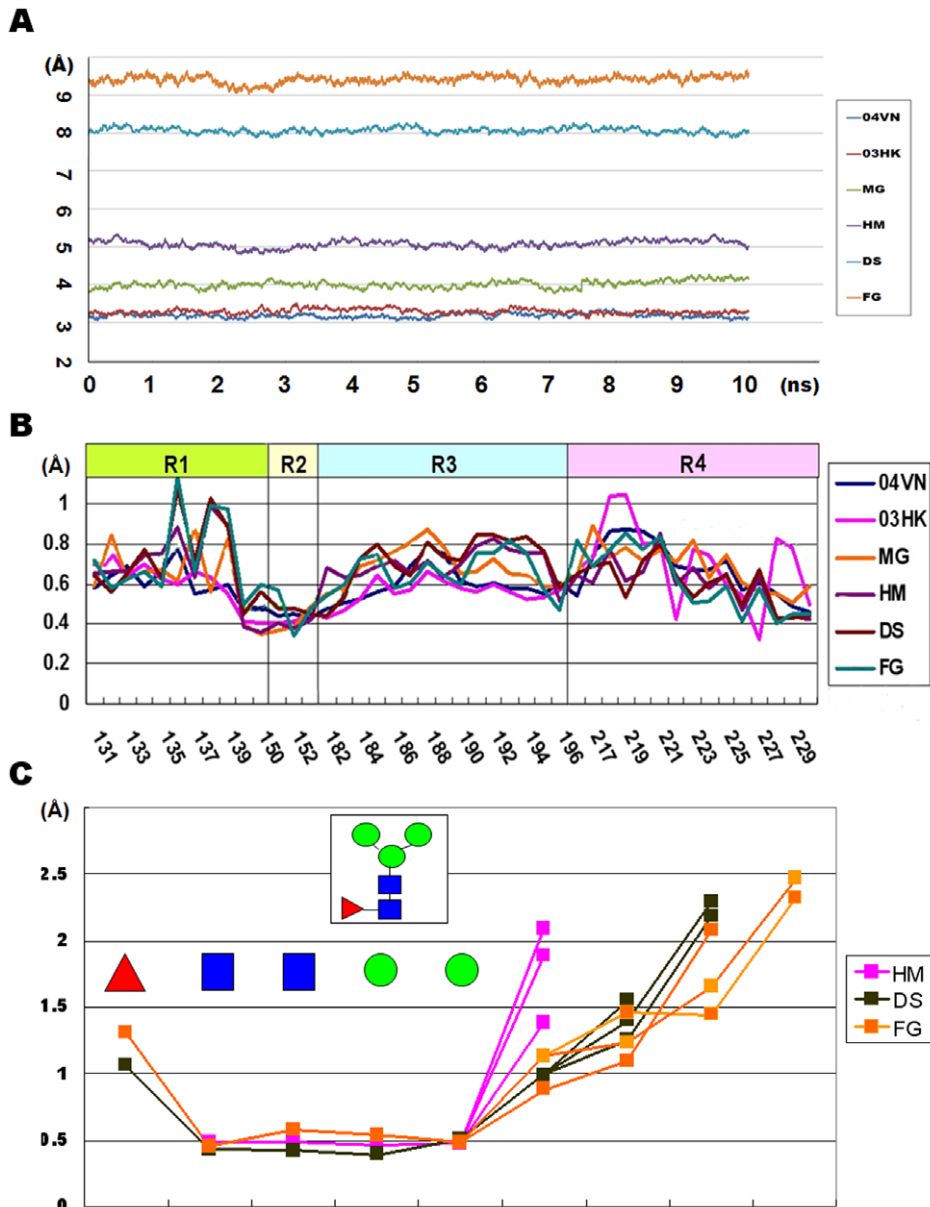 A
(Å)
9
8
7
6
5
4
3
2
0 1 2 3 4 5 6 7 8 9 10 (ns)
04VN
03HK
MG
HM
DS
FG
B
(Å)
R1 R2 R3 R4
1
0.8
0.6
0.4
0.2
0
131 133 135 137 139 150 152 182 184 186 188 190 192 194 196 217 219 221 223 225 227 229
04VN
03HK
MG
HM
DS
FG
C
(Å)
2.5
2
1.5
1
0.5
0
HM
DS
FG